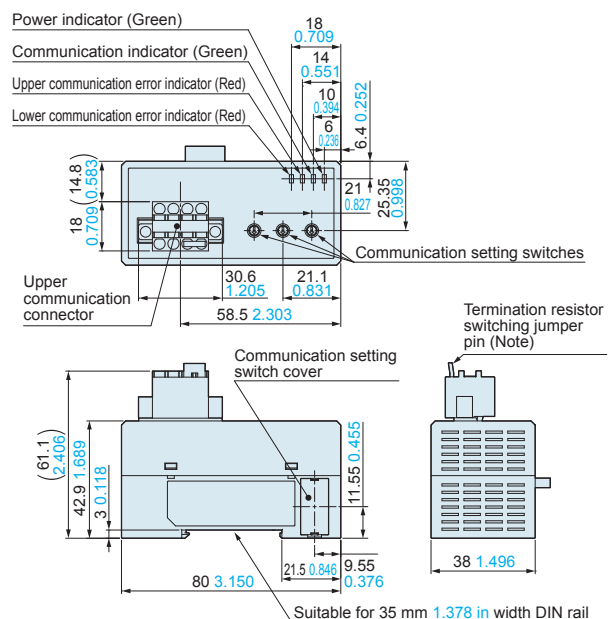 Power indicator (Green)
18
0.709
Communication indicator (Green)
14
0.551
Upper communication error indicator (Red)
10
0.394
Lower communication error indicator (Red)
6
0.236
6.4 0.252
(14.8)
0.583
18
0.709
21
0.827
25.35
0.998
Communication setting switches
Upper
communication
connector
30.6
1.205
21.1
0.831
58.5 2.303
Termination resistor
switching jumper
pin (Note)
Communication setting
switch cover
(61.1)
2.406
42.9 1.689
3 0.118
11.55 0.455
21.5 0.846
9.55
0.376
80 3.150
38 1.496
Suitable for 35 mm 1.378 in width DIN rail